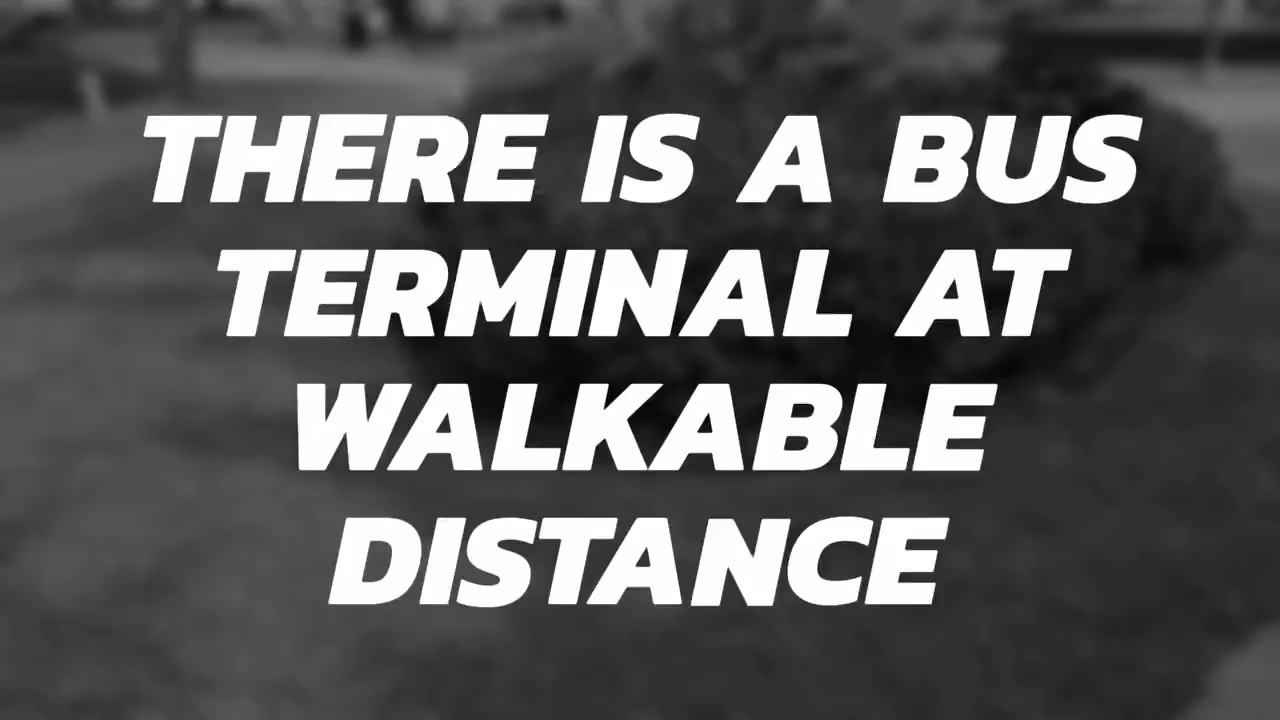 THERE IS A BUS
TERMINAL AT
WALKABLE
DISTANCE